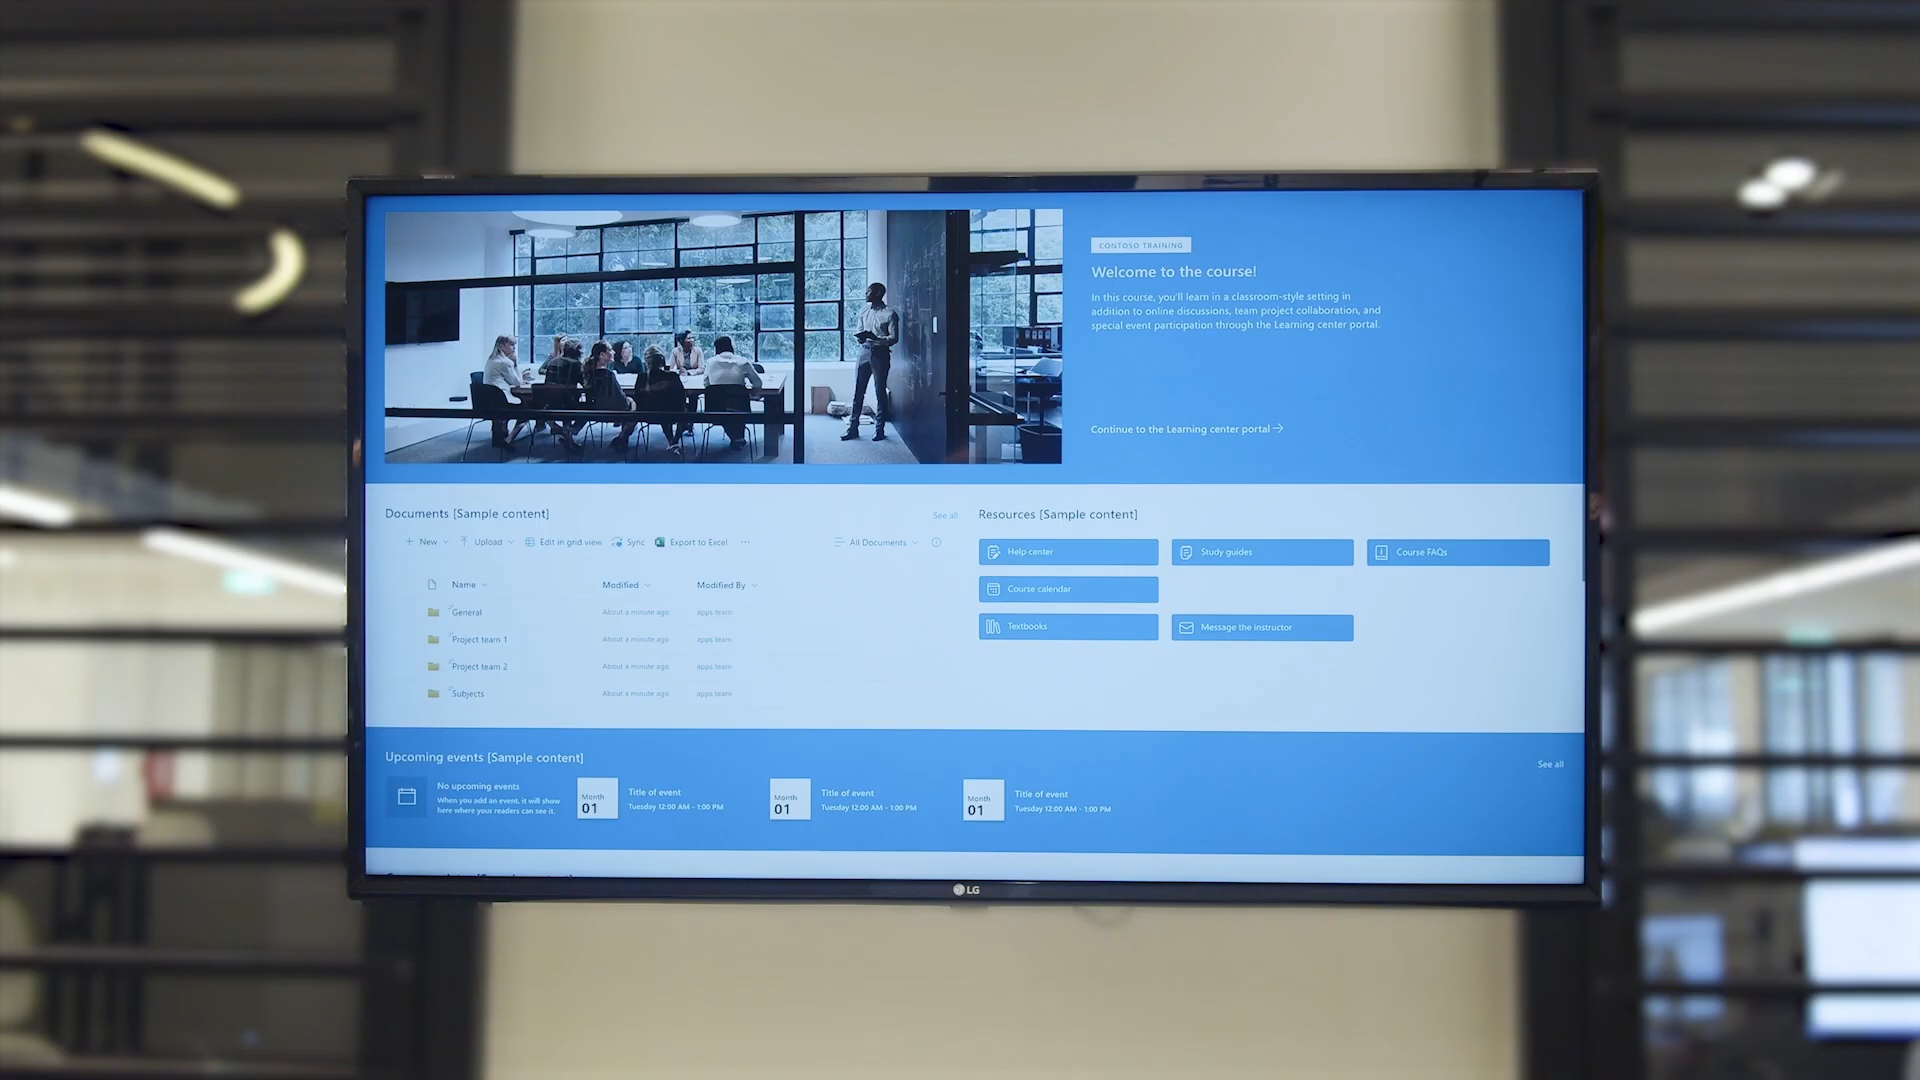 CONTOSO TRAINING
Welcome to the course!
In this course, you'll learn in a classroom-style setting in
addition to online discussions, team project collaboration, and
special event participation through the Learning center portal.
Continue to the Learning center portal
Documents [Sample content]
See all
New
Upload
Edit in grid view
Sync
Export to Excel
All Documents
Name Modified Modified By
General About a minute ago apps team
Project team 1 About a minute ago apps team
Project team 2 About a minute ago apps team
Subjects About a minute ago apps team
Resources [Sample content]
Help center
Study guides
Course FAQs
Course calendar
Textbooks
Message the instructor
Upcoming events [Sample content]
See all
No upcoming events
When you add an event, it will show
here where your readers can see it.
Month
01
Title of event
Tuesday 12:00 AM - 1:00 PM
Month
01
Title of event
Tuesday 12:00 AM - 1:00 PM
Month
01
Title of event
Tuesday 12:00 AM - 1:00 PM
LG